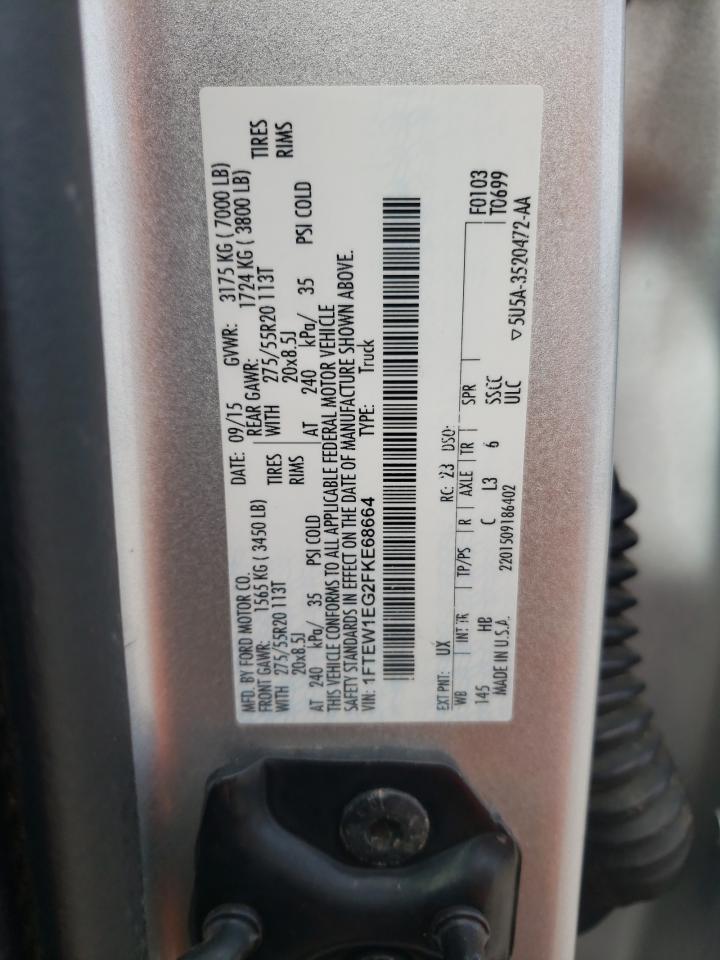 MFD. BY FORD MOTOR CO.
DATE: 09/15 GVWR: 3175 KG ( 7000 LB)
FRONT GAWR: 1565 KG ( 3450 LB) REAR GAWR: 1724 KG ( 3800 LB)
WITH 275/55R20 113T TIRES WITH 275/55R20 113T TIRES
20x8.5J RIMS 20x8.5J RIMS
AT 240 kPa/ 35 PSI COLD AT 240 kPa/ 35 PSI COLD
THIS VEHICLE CONFORMS TO ALL APPLICABLE FEDERAL MOTOR VEHICLE
SAFETY STANDARDS IN EFFECT ON THE DATE OF MANUFACTURE SHOWN ABOVE.
VIN: 1FTEW1EG2FKE68664 TYPE: Truck
EXT PNT: UX RC: 23 DSO:
WB INT TR TP/PS R AXLE TR SPR F0103
145 HB C L3 6 SSCC T0699
MADE IN U.S.A. 2201509186402 ULC
▽5U5A-3520472-AA